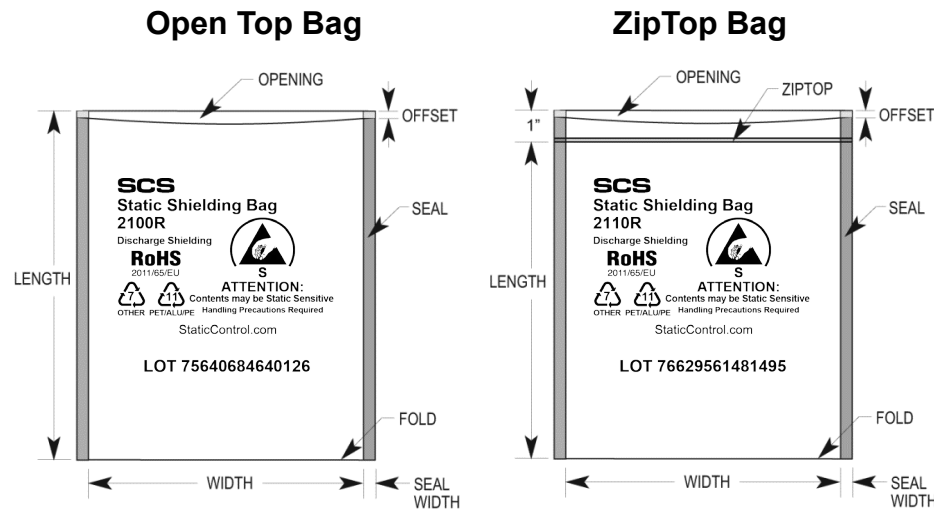 Open Top Bag
OPENING
OFFSET
SCS
Static Shielding Bag
2100R
Discharge Shielding
RoHS
2011/65/EU
S
ATTENTION:
Contents may be Static Sensitive
Handling Precautions Required
7
OTHER
11
PET/ALU/PE
StaticControl.com
LOT 75640684640126
LENGTH
SEAL
FOLD
WIDTH
SEAL
WIDTH
ZipTop Bag
OPENING
ZIPTOP
OFFSET
1”
SCS
Static Shielding Bag
2110R
Discharge Shielding
RoHS
2011/65/EU
S
ATTENTION:
Contents may be Static Sensitive
Handling Precautions Required
7
OTHER
11
PET/ALU/PE
StaticControl.com
LOT 76629561481495
LENGTH
SEAL
FOLD
WIDTH
SEAL
WIDTH